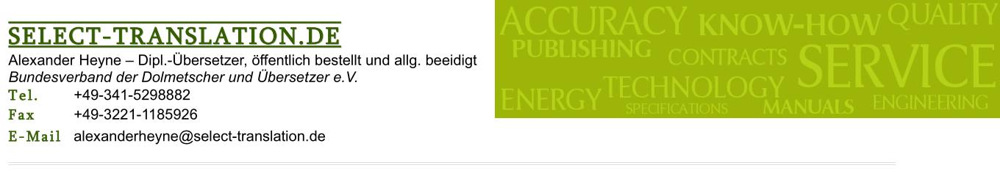 SELECT-TRANSLATION.DE
Alexander Heyne – Dipl.-Übersetzer, öffentlich bestellt und allg. beeidigt
Bundesverband der Dolmetscher und Übersetzer e.V.
Tel. +49-341-5298882
Fax +49-3221-1185926
E-Mail alexanderheyne@select-translation.de
ACCURACY KNOW-HOW QUALITY
PUBLISHING CONTRACTS SERVICE
ENERGY TECHNOLOGY
SPECIFICATIONS MANUALS ENGINEERING